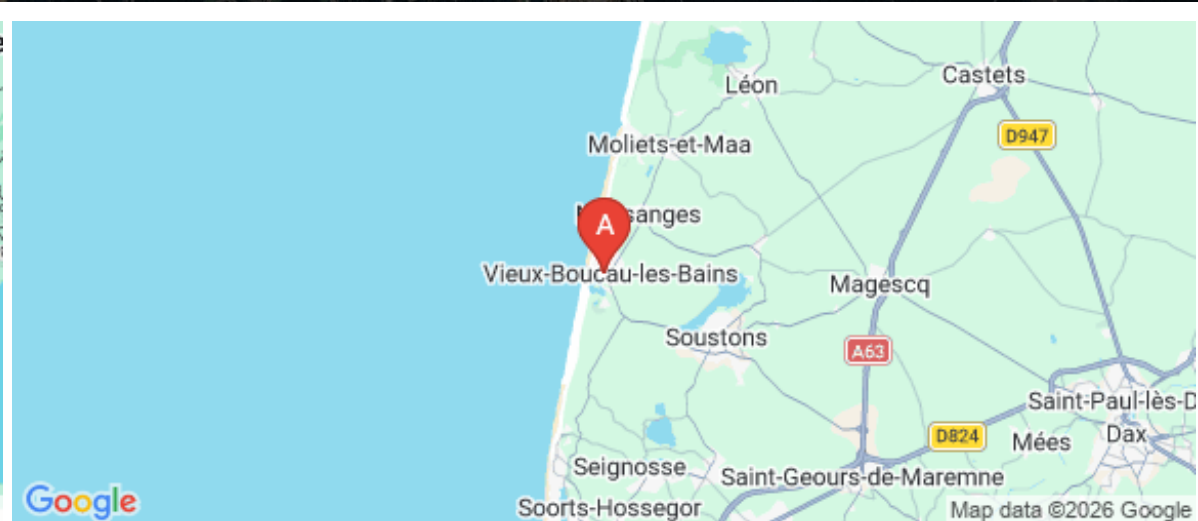 Léon
Castets
D947
Moliets-et-Maa
sanges
A
Vieux-Boucau-les-Bains
Magescq
Soustons
A63
Saint-Paul-lès-D
D824
Mées
Dax
Seignosse
Saint-Geours-de-Maremne
Google
Soorts-Hossegor
Map data ©2026 Google